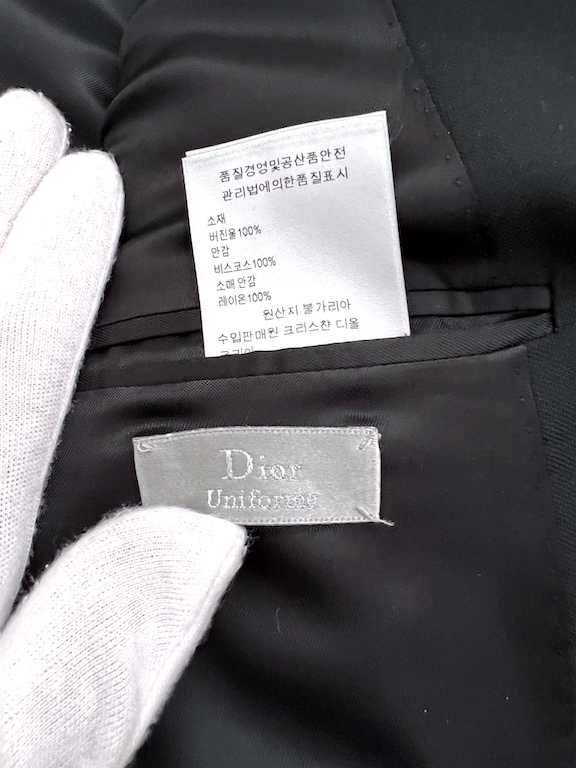 품질경영및공산품안전
관리법에의한품질표시
소재
버진울100%
안감
비스코스100%
소매 안감
레이온100%
원산지 불가리아
수입판매원 크리스챤 디올
Dior
Uniforme